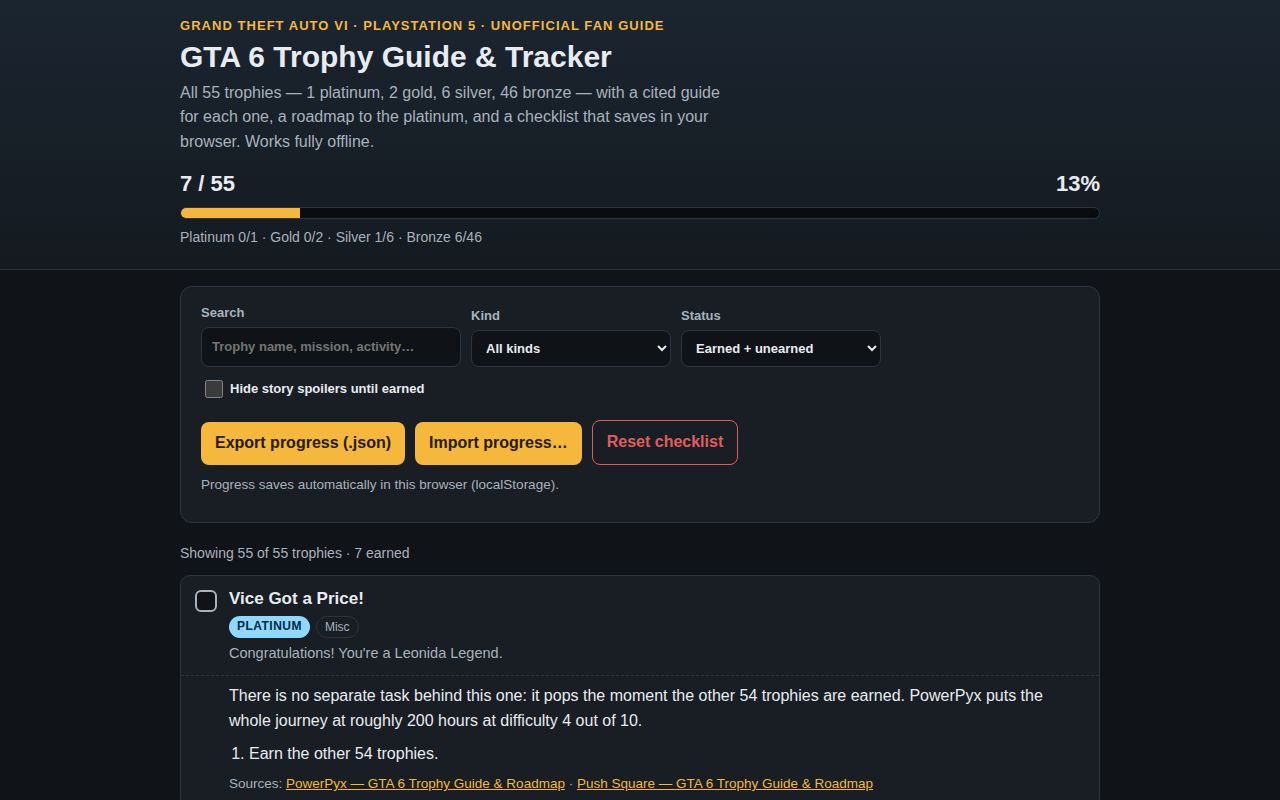 GRAND THEFT AUTO VI · PLAYSTATION 5 · UNOFFICIAL FAN GUIDE
GTA 6 Trophy Guide & Tracker
All 55 trophies — 1 platinum, 2 gold, 6 silver, 46 bronze — with a cited guide
for each one, a roadmap to the platinum, and a checklist that saves in your
browser. Works fully offline.
7 / 55 13%
Platinum 0/1 · Gold 0/2 · Silver 1/6 · Bronze 6/46
Search Kind Status
Trophy name, mission, activity… All kinds Earned + unearned
Hide story spoilers until earned
Export progress (.json) Import progress… Reset checklist
Progress saves automatically in this browser (localStorage).
Showing 55 of 55 trophies · 7 earned
Vice Got a Price!
PLATINUM Misc
Congratulations! You're a Leonida Legend.
There is no separate task behind this one: it pops the moment the other 54 trophies are earned. PowerPyx puts the
whole journey at roughly 200 hours at difficulty 4 out of 10.
1. Earn the other 54 trophies.
Sources: PowerPyx — GTA 6 Trophy Guide & Roadmap · Push Square — GTA 6 Trophy Guide & Roadmap